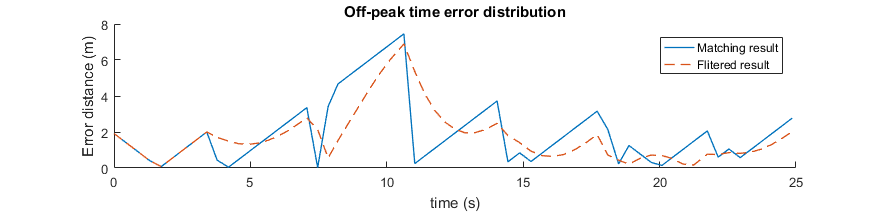 Off-peak time error distribution
Error distance (m)
8
6
4
2
0
0
5
10
15
20
25
time (s)
Matching result
Flitered result